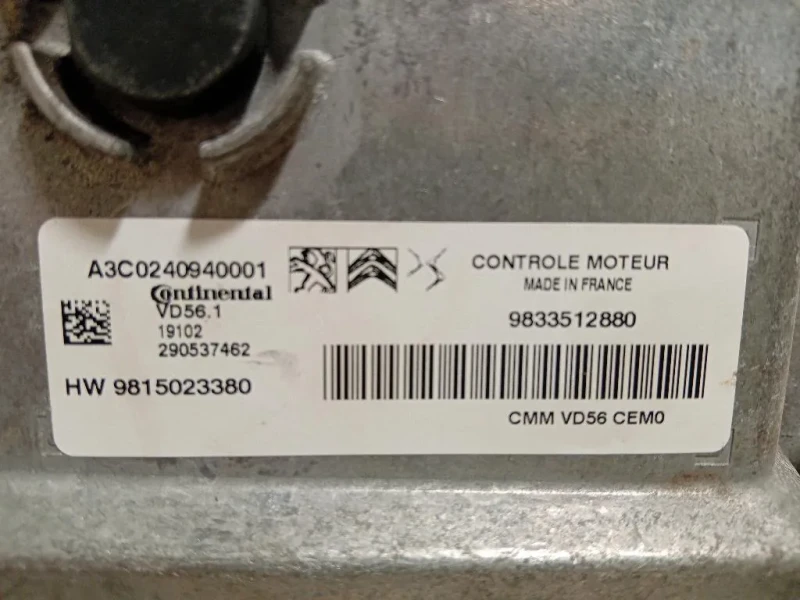 A3C0240940001
Continental
VD56.1
19102
290537462
HW 9815023380
CONTROLE MOTEUR
MADE IN FRANCE
9833512880
CMM VD56 CEM0